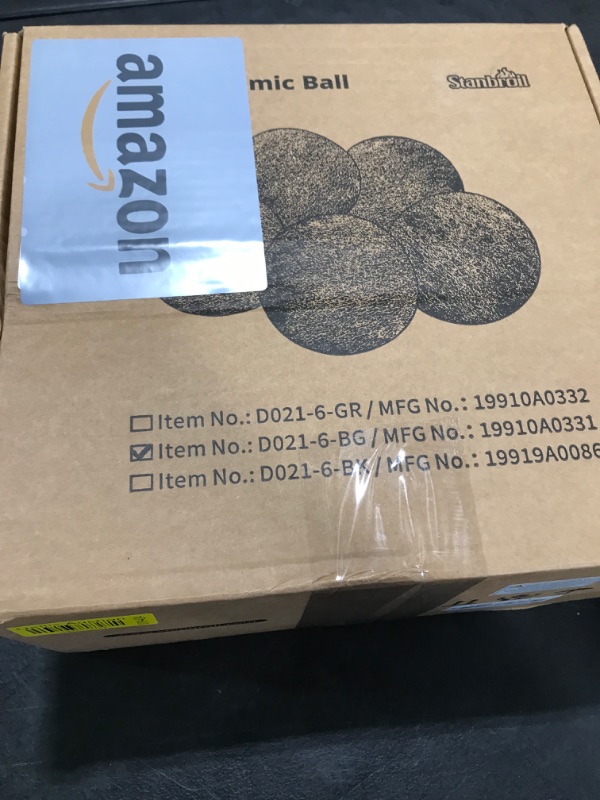 amazon
mic Ball
Stanbroil
Item No.: D021-6-GR / MFG No.: 19910A0332
Item No.: D021-6-BG / MFG No.: 19910A0331
Item No.: D021-6-BK / MFG No.: 19919A0086